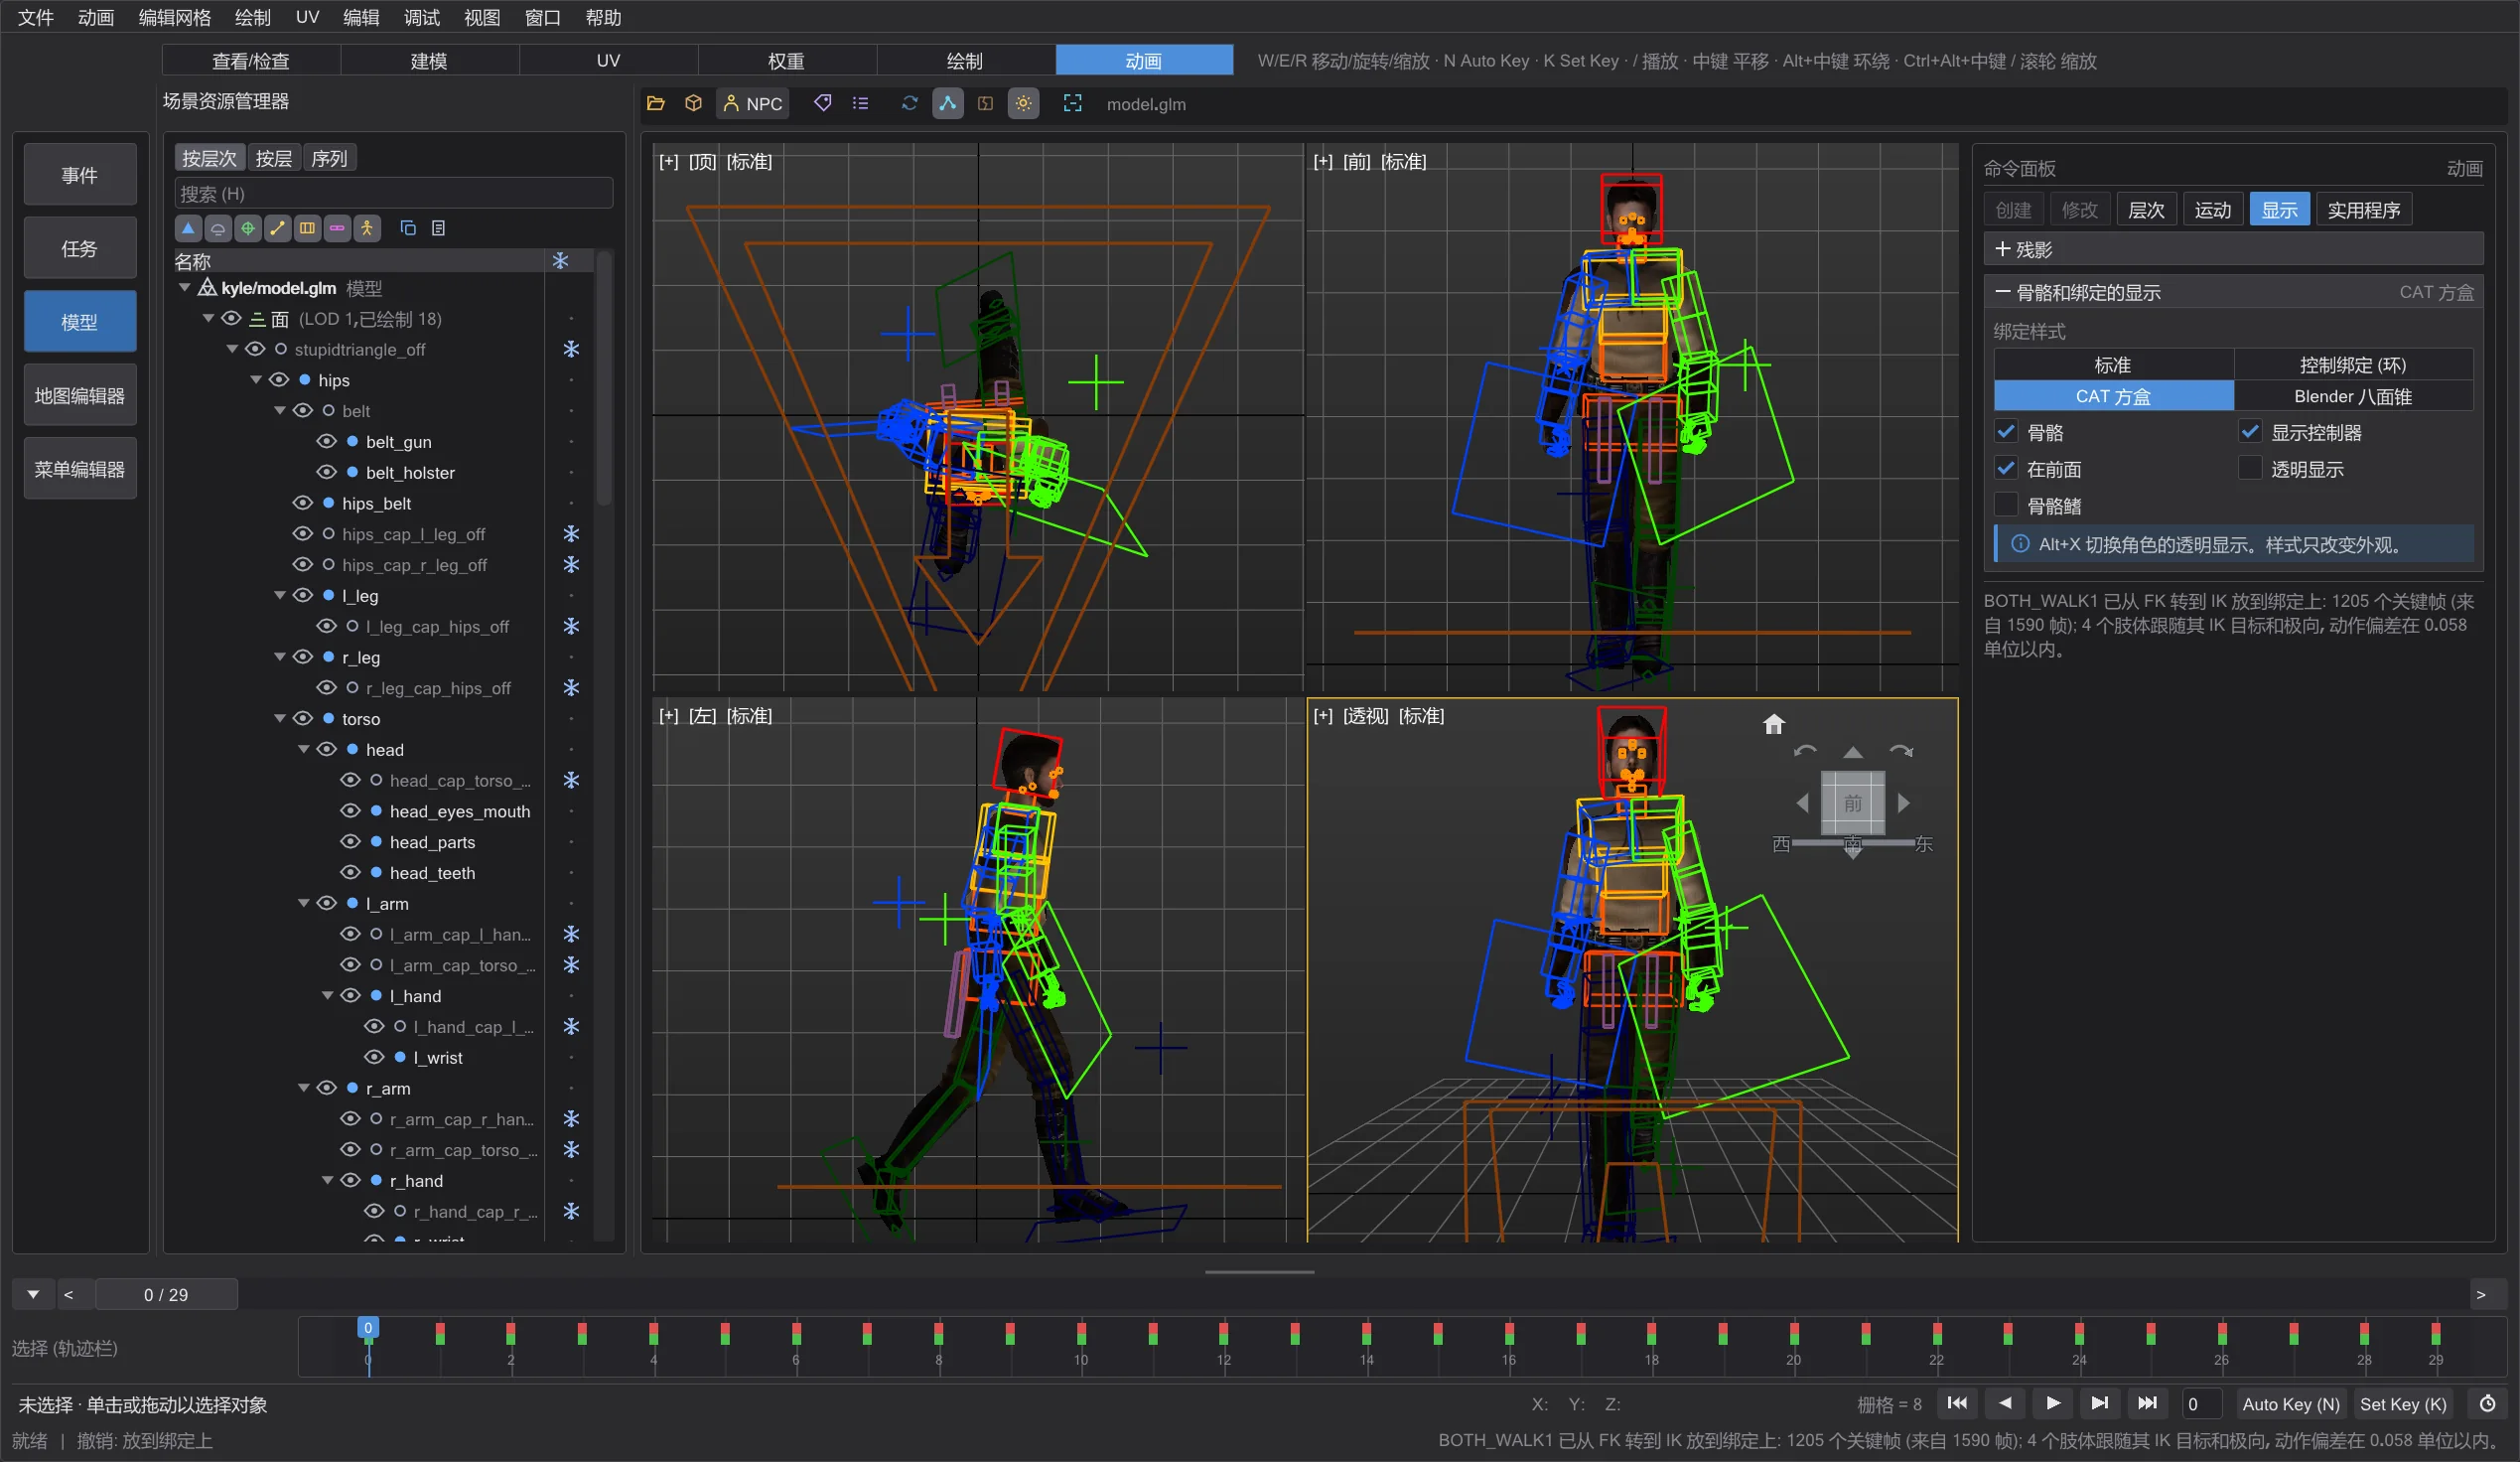 文件 动画 编辑网格 绘制 UV 编辑 调试 视图 窗口 帮助
查看/检查 建模 UV 权重 绘制 动画 W/E/R 移动/旋转/缩放 · N Auto Key · K Set Key · / 播放 · 中键 平移 · Alt+中键 环绕 · Ctrl+Alt+中键 / 滚轮 缩放
场景资源管理器
NPC model.glm
事件
任务
模型
地图编辑器
菜单编辑器
按层次 按层 序列
搜索 (H)
名称
kyle/model.glm 模型
面 (LOD 1,已绘制 18)
stupidtriangle_off
hips
belt
belt_gun
belt_holster
hips_belt
hips_cap_l_leg_off
hips_cap_r_leg_off
l_leg
l_leg_cap_hips_off
r_leg
r_leg_cap_hips_off
torso
head
head_cap_torso_...
head_eyes_mouth
head_parts
head_teeth
l_arm
l_arm_cap_l_han...
l_arm_cap_torso_...
l_hand
l_hand_cap_l_...
l_wrist
r_arm
r_arm_cap_r_han...
r_arm_cap_torso_...
r_hand
r_hand_cap_r_...
r_wrist
[+] [顶] [标准]
[+] [前] [标准]
[+] [左] [标准]
[+] [透视] [标准]
前
西 南 东
命令面板 动画
创建 修改 层次 运动 显示 实用程序
残影
骨骼和绑定的显示 CAT 方盒
绑定样式
标准 控制绑定 (环)
CAT 方盒 Blender 八面锥
骨骼 显示控制器
在前面 透明显示
骨骼鳍
Alt+X 切换角色的透明显示。样式只改变外观。
BOTH_WALK1 已从 FK 转到 IK 放到绑定上: 1205 个关键帧 (来
自 1590 帧); 4 个肢体跟随其 IK 目标和极向, 动作偏差在 0.058
单位以内。
< 0 / 29 >
选择 (轨迹栏)
0
0 2 4 6 8 10 12 14 16 18 20 22 24 26 28 29
未选择 · 单击或拖动以选择对象 X: Y: Z: 栅格 = 8 0 Auto Key (N) Set Key (K)
就绪 | 撤销: 放到绑定上 BOTH_WALK1 已从 FK 转到 IK 放到绑定上: 1205 个关键帧 (来自 1590 帧); 4 个肢体跟随其 IK 目标和极向, 动作偏差在 0.058 单位以内。